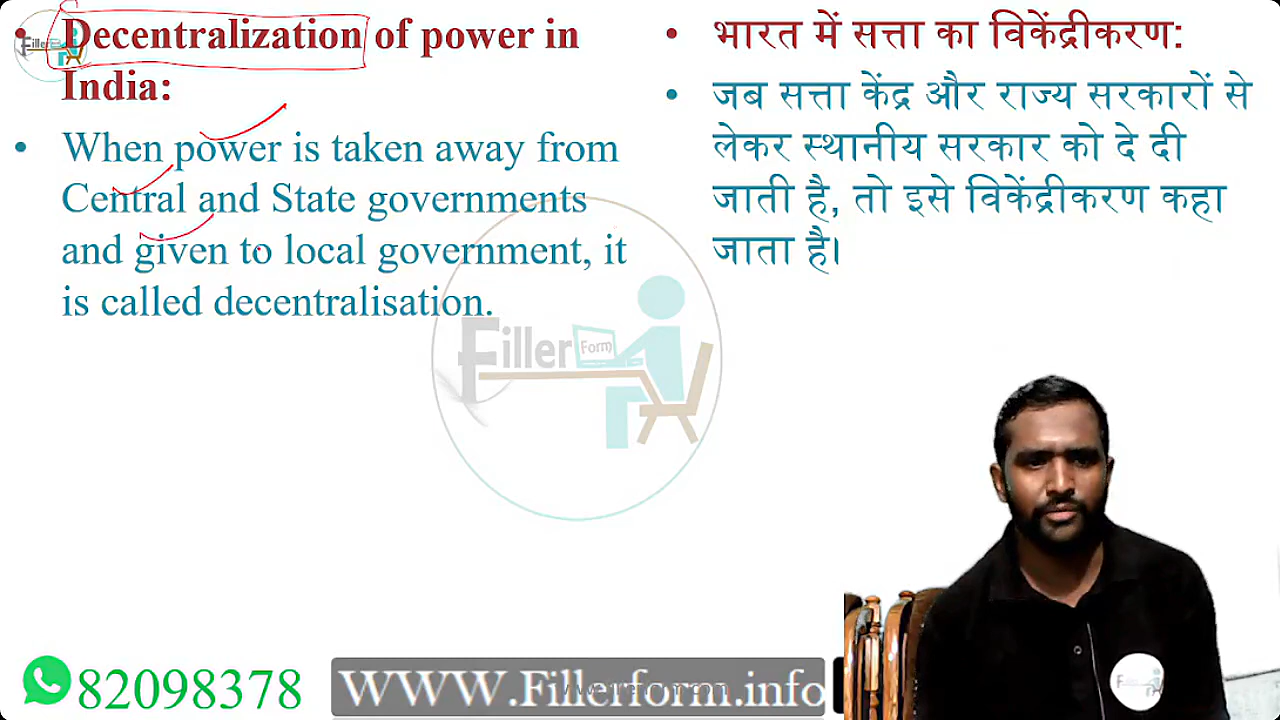 Decentralization of power in
India:
When power is taken away from
Central and State governments
and given to local government, it
is called decentralisation.
भारत में सत्ता का विकेंद्रीकरण:
जब सत्ता केंद्र और राज्य सरकारों से
लेकर स्थानीय सरकार को दे दी
जाती है, तो इसे विकेंद्रीकरण कहा
जाता है।
Filler Form
82098378
WWW.Fillerform.info